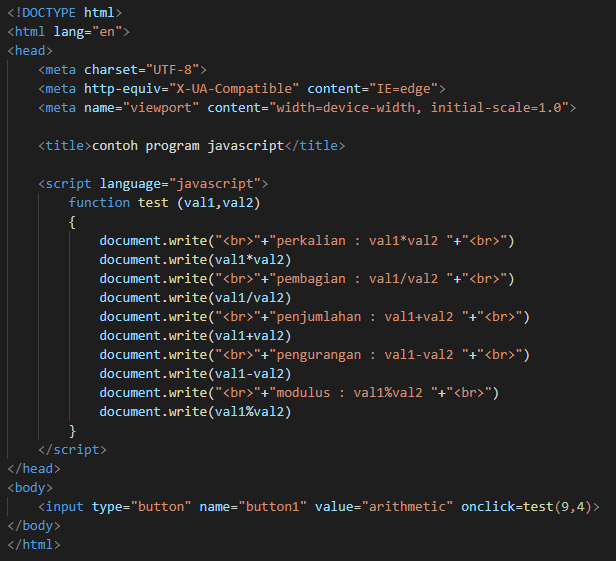 <!DOCTYPE html>
<html lang="en">
<head>
    <meta charset="UTF-8">
    <meta http-equiv="X-UA-Compatible" content="IE=edge">
    <meta name="viewport" content="width=device-width, initial-scale=1.0">

    <title>contoh program javascript</title>

    <script language="javascript">
        function test (val1,val2)
        {
            document.write("<br>"+"perkalian : val1*val2 "+"<br>")
            document.write(val1*val2)
            document.write("<br>"+"pembagian : val1/val2 "+"<br>")
            document.write(val1/val2)
            document.write("<br>"+"penjumlahan : val1+val2 "+"<br>")
            document.write(val1+val2)
            document.write("<br>"+"pengurangan : val1-val2 "+"<br>")
            document.write(val1-val2)
            document.write("<br>"+"modulus : val1%val2 "+"<br>")
            document.write(val1%val2)
        }
    </script>
</head>
<body>
    <input type="button" name="button1" value="arithmetic" onclick=test(9,4)>
</body>
</html>